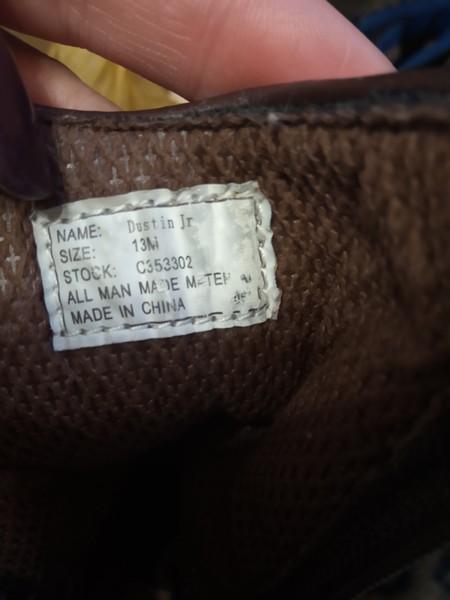 NAME: Dustin Jr
SIZE: 13M
STOCK: C353302
ALL MAN MADE
MADE IN CHINA